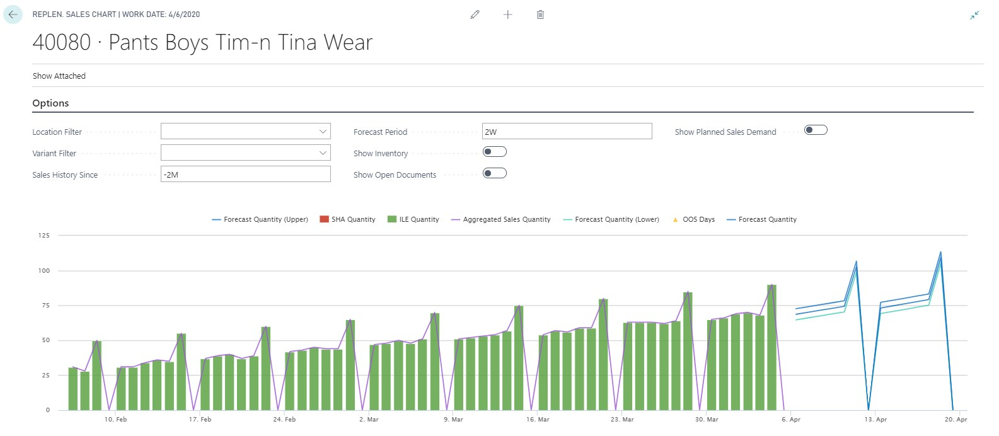 REPLEN. SALES CHART | WORK DATE: 4/6/2020
40080 · Pants Boys Tim-n Tina Wear
Show Attached
Options
Location Filter
Forecast Period 2W
Show Planned Sales Demand
Variant Filter
Show Inventory
Sales History Since -2M
Show Open Documents
Forecast Quantity (Upper) SHA Quantity ILE Quantity Aggregated Sales Quantity Forecast Quantity (Lower) OOS Days Forecast Quantity
125
100
75
50
25
0
10. Feb 17. Feb 24. Feb 2. Mar 9. Mar 16. Mar 23. Mar 30. Mar 6. Apr 13. Apr 20. Apr